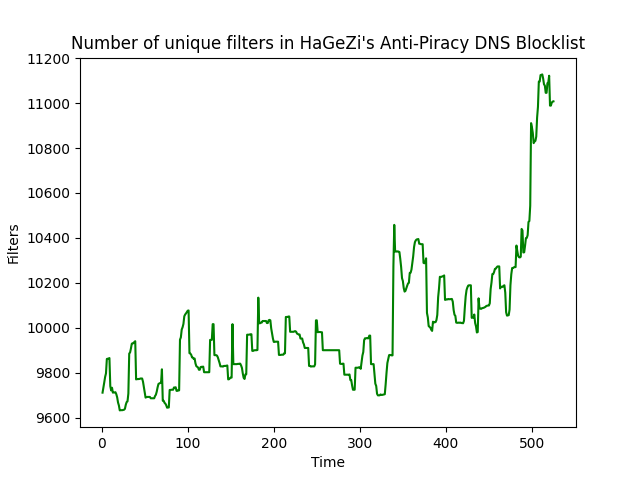 Number of unique filters in HaGeZi's Anti-Piracy DNS Blocklist
11200
11000
10800
10600
10400
10200
10000
9800
9600
Filters
0 100 200 300 400 500
Time